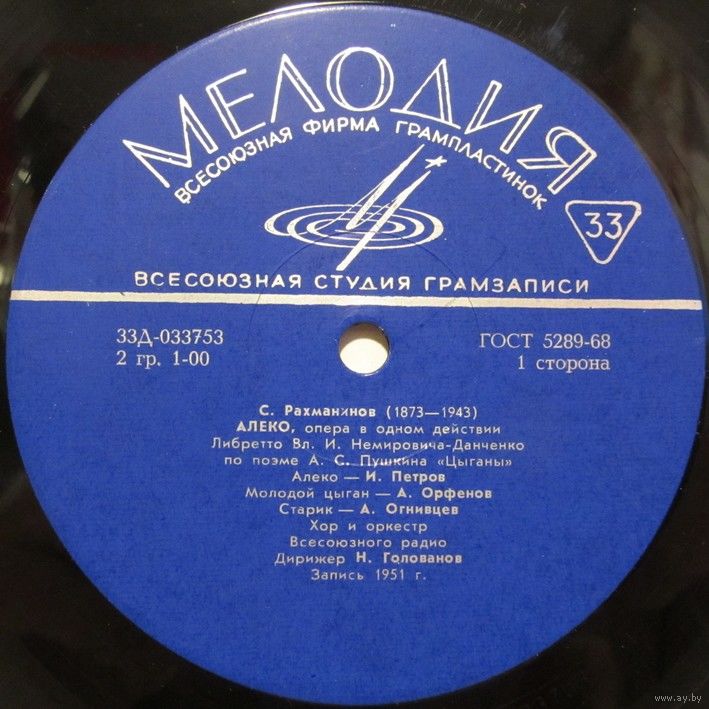 МЕЛОДИЯ
ВСЕСОЮЗНАЯ ФИРМА ГРАМПЛАСТИНОК
33
ВСЕСОЮЗНАЯ СТУДИЯ ГРАМЗАПИСИ
33Д-033753
2 гр. 1-00
ГОСТ 5289-68
1 сторона
С. Рахманинов (1873—1943)
АЛЕКО, опера в одном действии
Либретто Вл. И. Немировича-Данченко
по поэме А. С. Пушкина «Цыганы»
Алеко — И. Петров
Молодой цыган — А. Орфенов
Старик — А. Огнивцев
Хор и оркестр
Всесоюзного радио
Дирижер Н. Голованов
Запись 1951 г.
www.ay.by